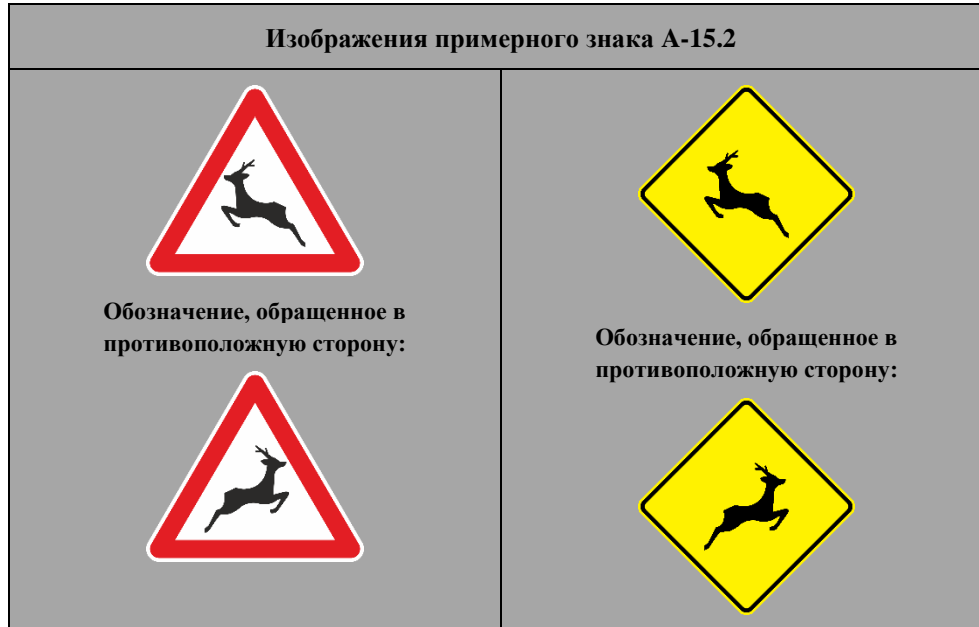 Изображения примерного знака А-15.2
Обозначение, обращенное в
противоположную сторону:
Обозначение, обращенное в
противоположную сторону: